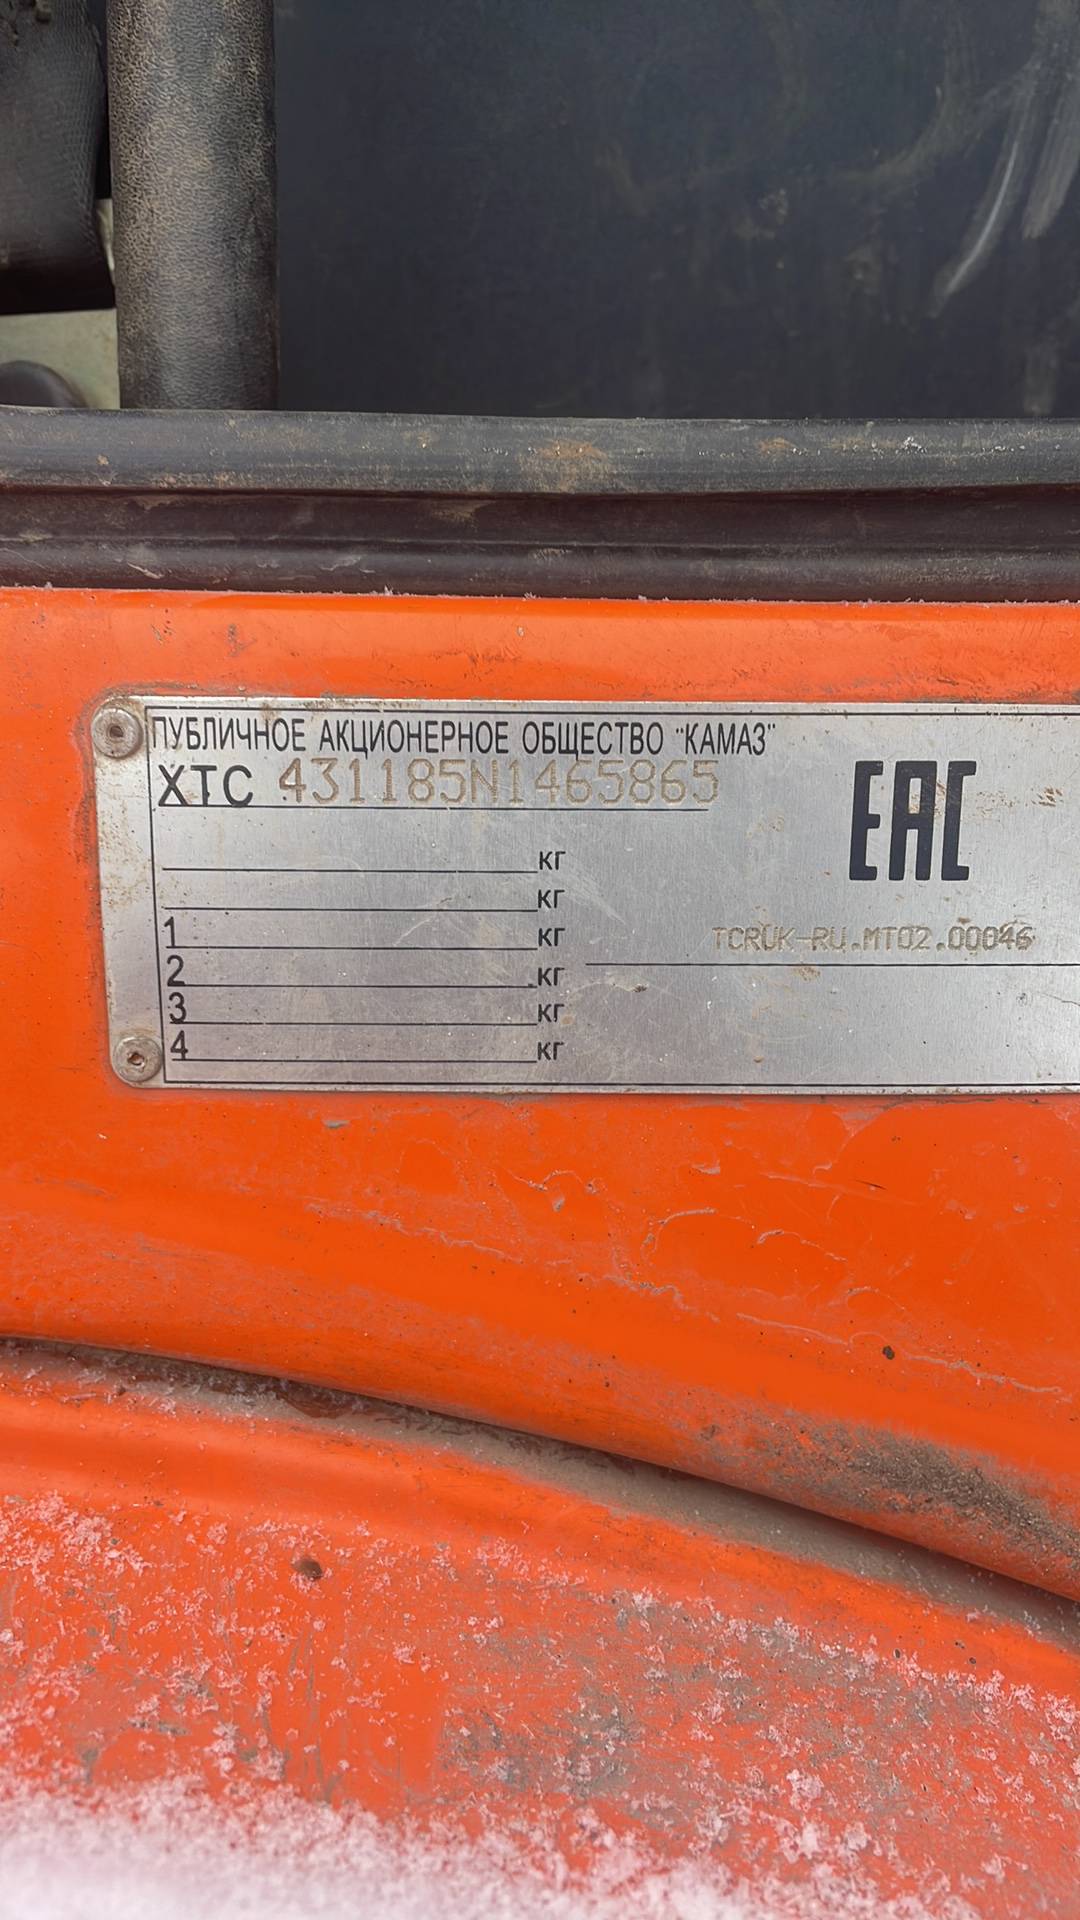 ПУБЛИЧНОЕ АКЦИОНЕРНОЕ ОБЩЕСТВО "КАМАЗ"
XTC 431185N1465865
EAC
кг
кг
1 кг
TCRUK-RU.MT02.00046
2 кг
3 кг
4 кг